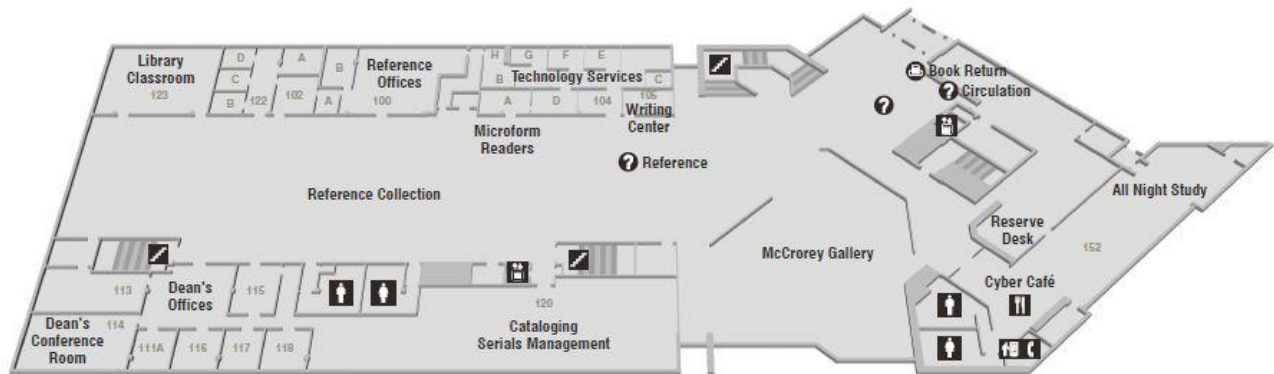 Library
Classroom
123
D
C
B
122
A
102
B
A
Reference
Offices
100
H
G
F
E
B
Technology Services
C
A
D
104
105
Writing
Center
Microform
Readers
? Reference
Reference Collection
Book Return
? Circulation
?
All Night Study
Reserve
Desk
152
McCrorey Gallery
Cyber Café
113
Dean's
Offices
115
114
Dean's
Conference
Room
111A
116
117
118
120
Cataloging
Serials Management